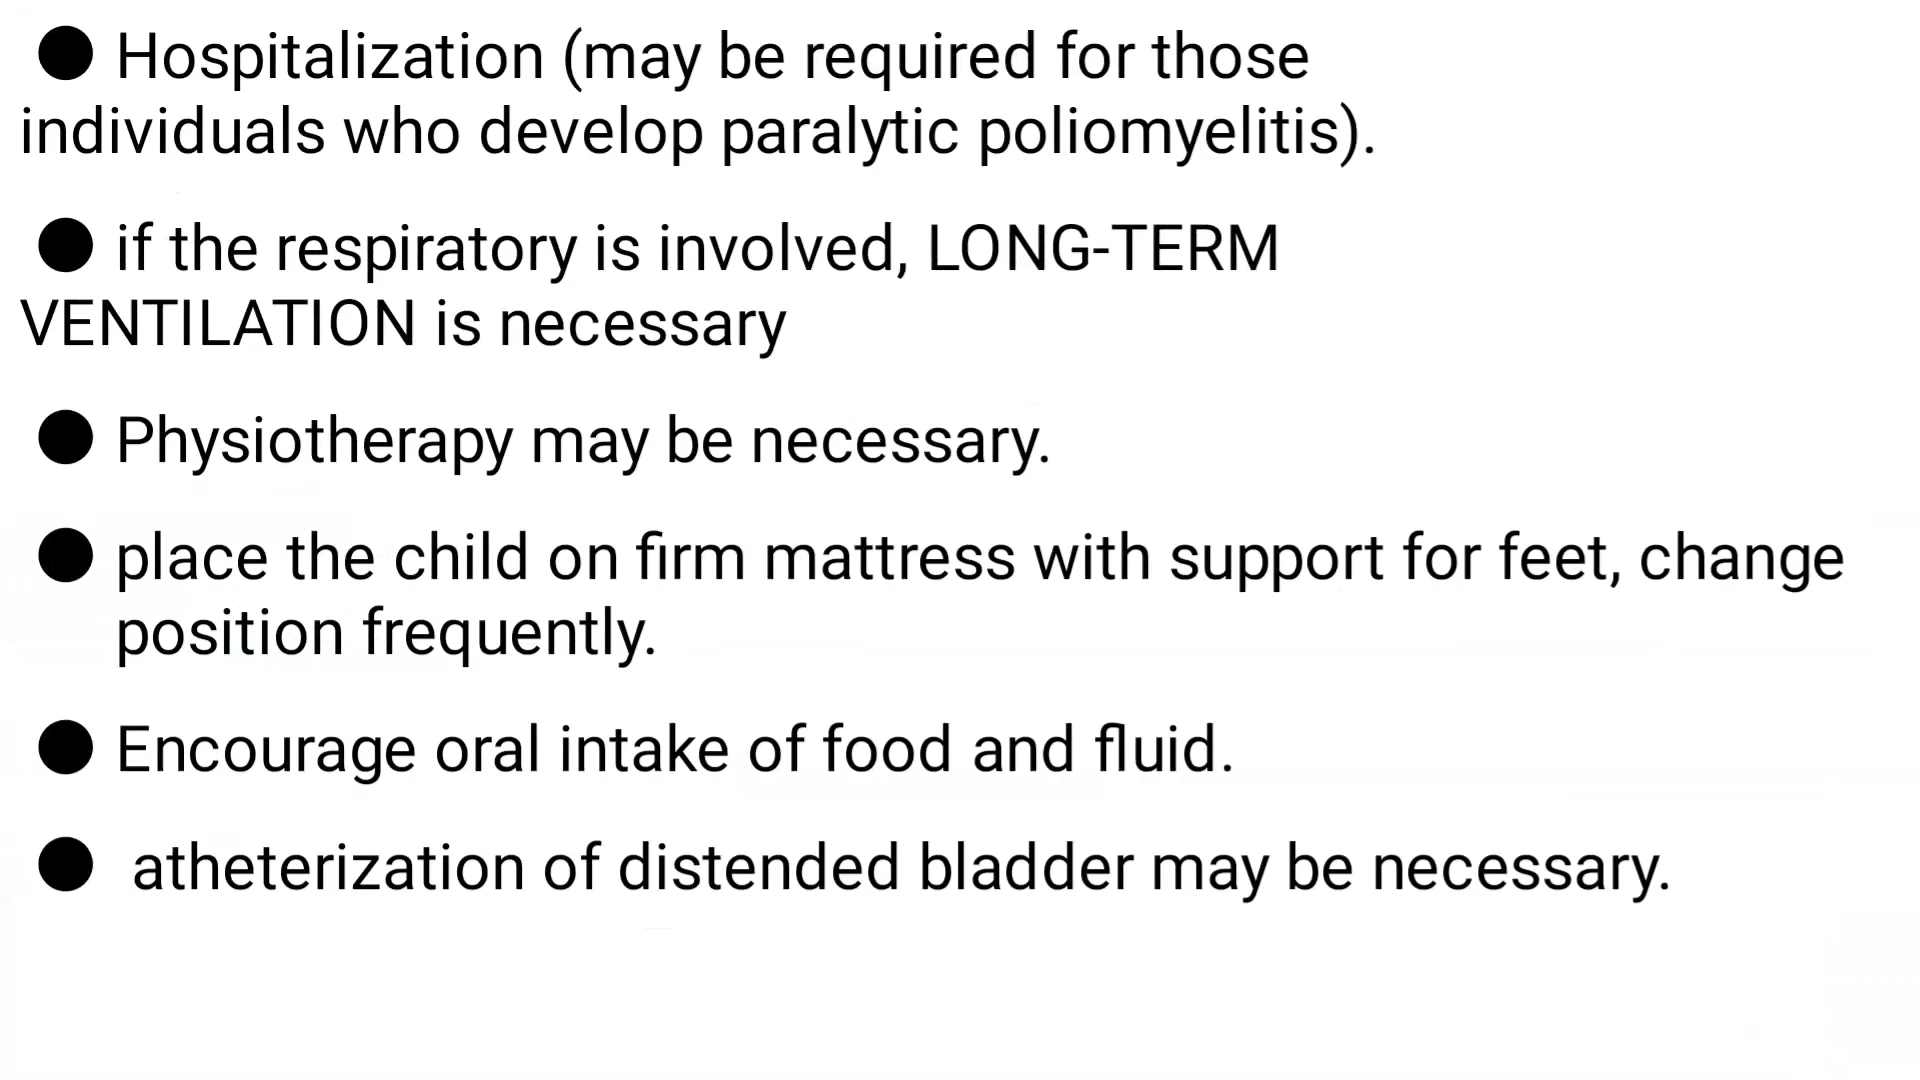 ● Hospitalization (may be required for those
individuals who develop paralytic poliomyelitis).
● if the respiratory is involved, LONG-TERM
VENTILATION is necessary
● Physiotherapy may be necessary.
● place the child on firm mattress with support for feet, change
position frequently.
● Encourage oral intake of food and fluid.
● atheterization of distended bladder may be necessary.